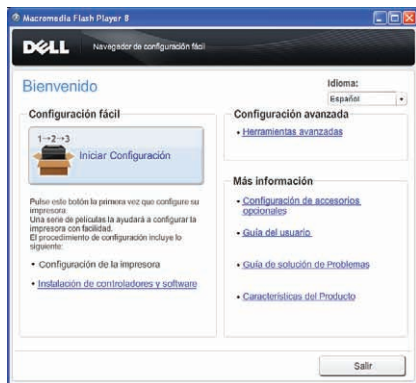 Macromedia Flash Player 8
DELL
Navegador de configuración fácil
Bienvenido
Idioma:
Español
Configuración fácil
1→2→3
Iniciar Configuración
Pulse este botón la primera vez que configure su
impresora.
Una serie de películas la ayudará a configurar la
impresora con facilidad.
El procedimiento de configuración incluye lo
siguiente:
• Configuración de la impresora
• Instalación de controladores y software
Configuración avanzada
• Herramientas avanzadas
Más información
• Configuración de accesorios
opcionales
• Guía del usuario
• Guía de solución de Problemas
• Características del Producto
Salir